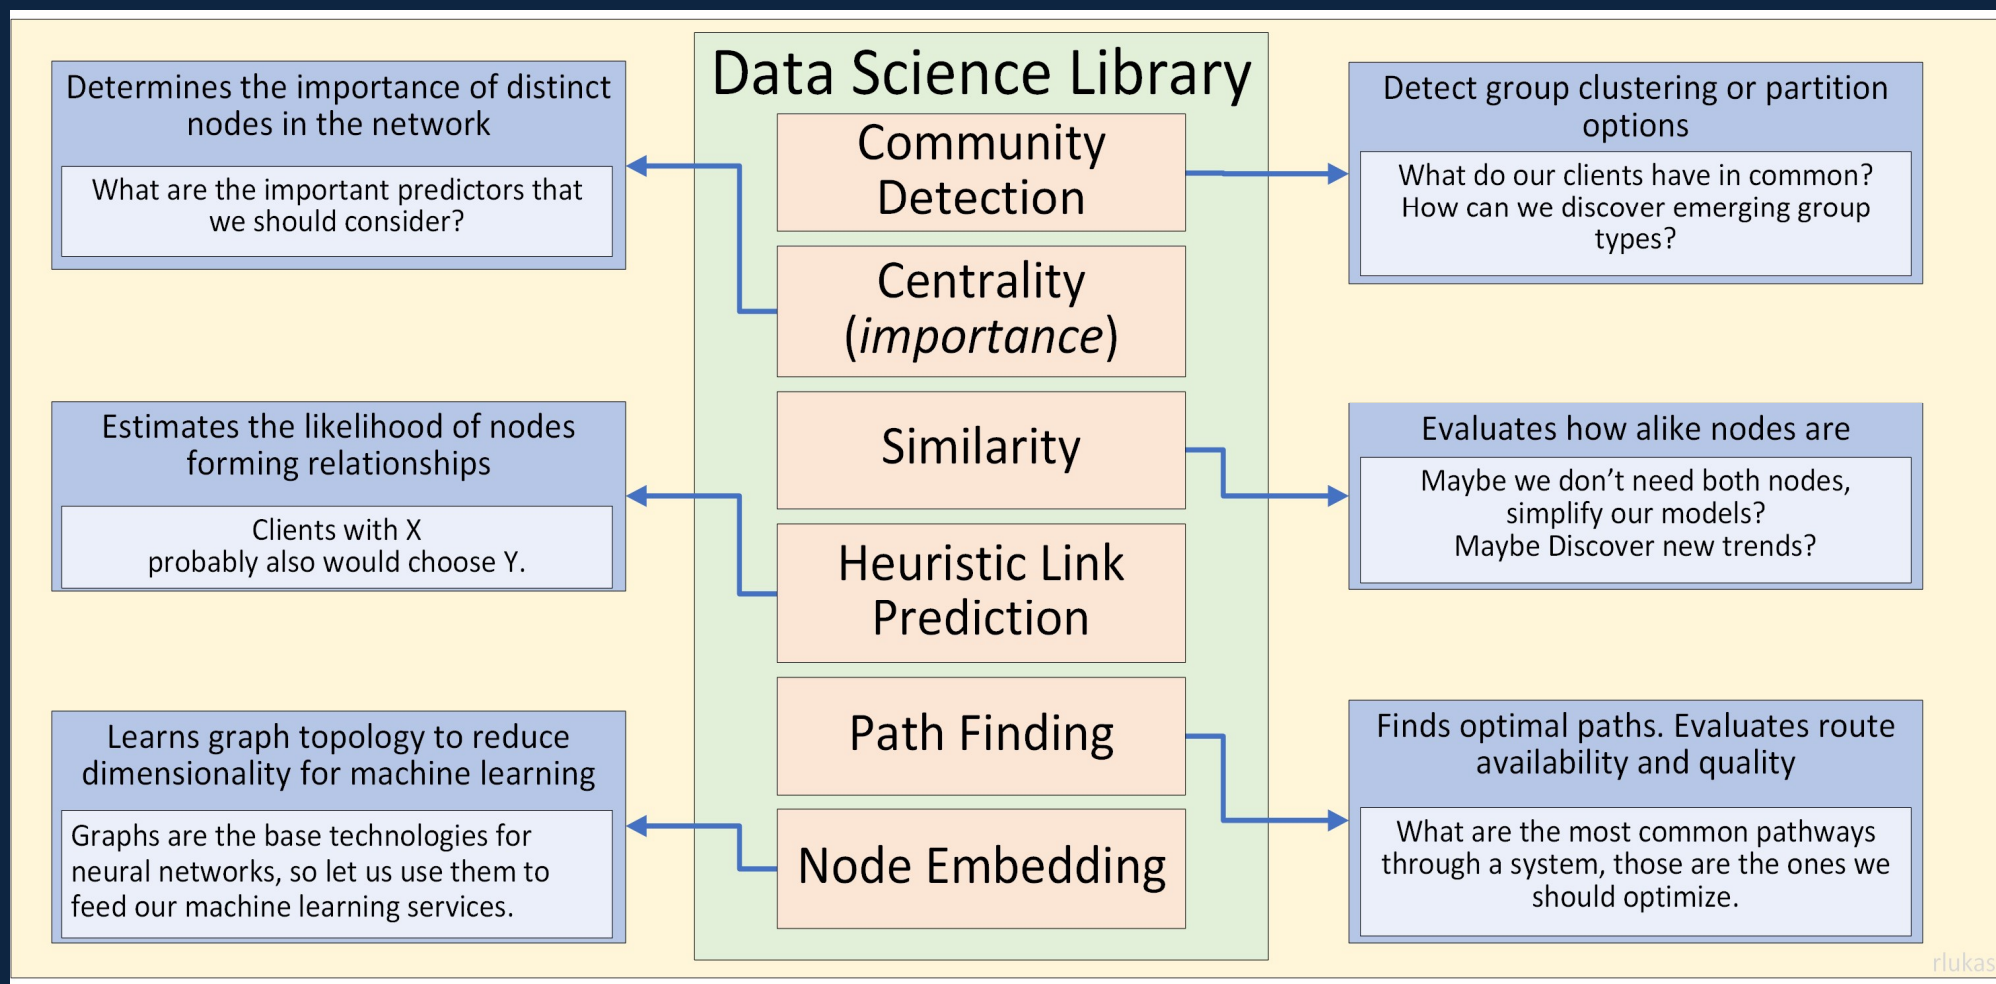 Data Science Library
Determines the importance of distinct
nodes in the network
What are the important predictors that
we should consider?
Community
Detection
Detect group clustering or partition
options
What do our clients have in common?
How can we discover emerging group
types?
Centrality
(importance)
Estimates the likelihood of nodes
forming relationships
Clients with X
probably also would choose Y.
Similarity
Evaluates how alike nodes are
Maybe we don’t need both nodes,
simplify our models?
Maybe Discover new trends?
Heuristic Link
Prediction
Learns graph topology to reduce
dimensionality for machine learning
Graphs are the base technologies for
neural networks, so let us use them to
feed our machine learning services.
Path Finding
Finds optimal paths. Evaluates route
availability and quality
What are the most common pathways
through a system, those are the ones we
should optimize.
Node Embedding
rlukas